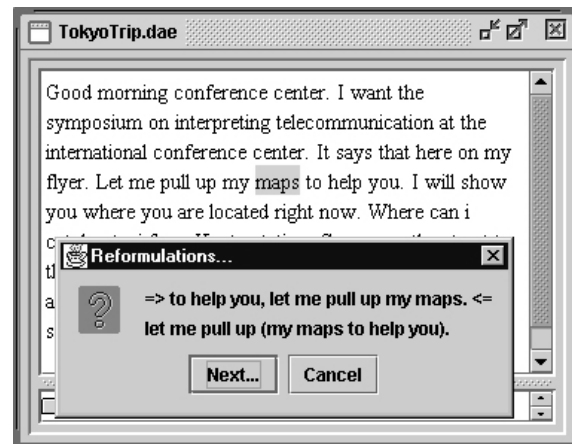 TokyoTrip.dae
Good morning conference center. I want the
symposium on interpreting telecommunication at the
international conference center. It says that here on my
flyer. Let me pull up my maps to help you. I will show
you where you are located right now. Where can i
Reformulations...
=> to help you, let me pull up my maps. <=
let me pull up (my maps to help you).
Next... Cancel